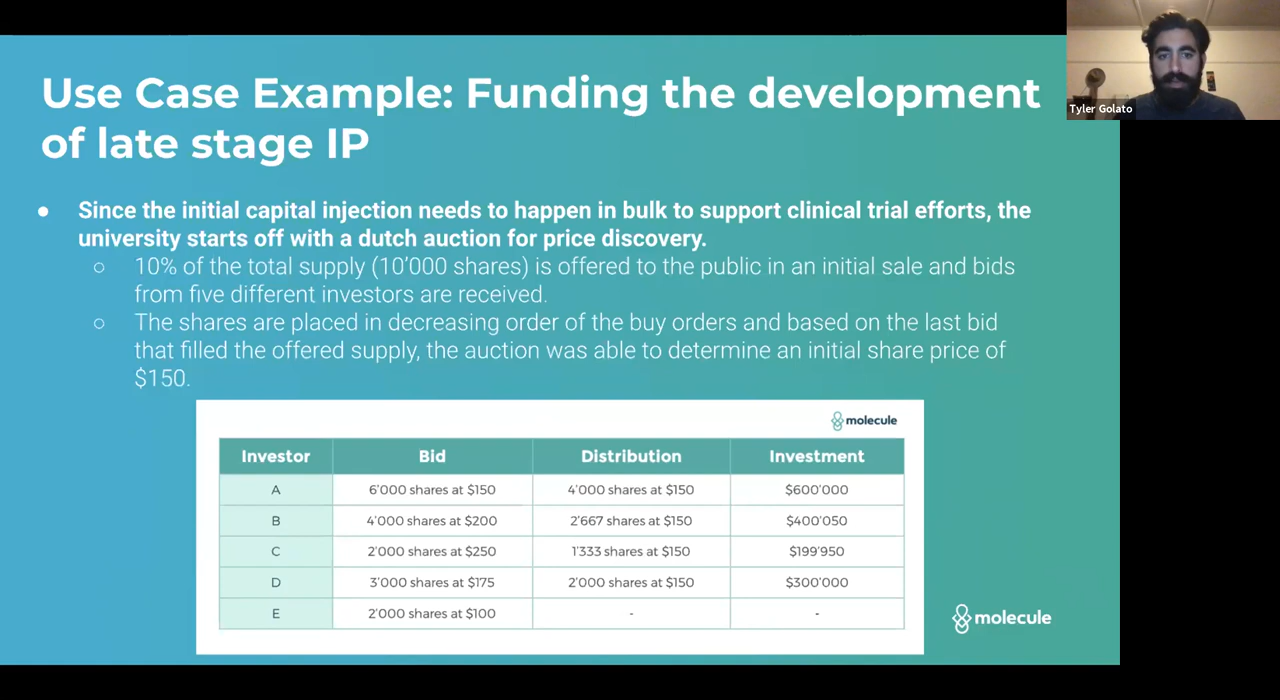 Use Case Example: Funding the development
of late stage IP
Tyler Golato
● Since the initial capital injection needs to happen in bulk to support clinical trial efforts, the
university starts off with a dutch auction for price discovery.
○ 10% of the total supply (10'000 shares) is offered to the public in an initial sale and bids
from five different investors are received.
○ The shares are placed in decreasing order of the buy orders and based on the last bid
that filled the offered supply, the auction was able to determine an initial share price of
$150.
molecule
Investor Bid Distribution Investment
A 6'000 shares at $150 4'000 shares at $150 $600'000
B 4'000 shares at $200 2'667 shares at $150 $400'050
C 2'000 shares at $250 1'333 shares at $150 $199'950
D 3'000 shares at $175 2'000 shares at $150 $300'000
E 2'000 shares at $100 - -
molecule